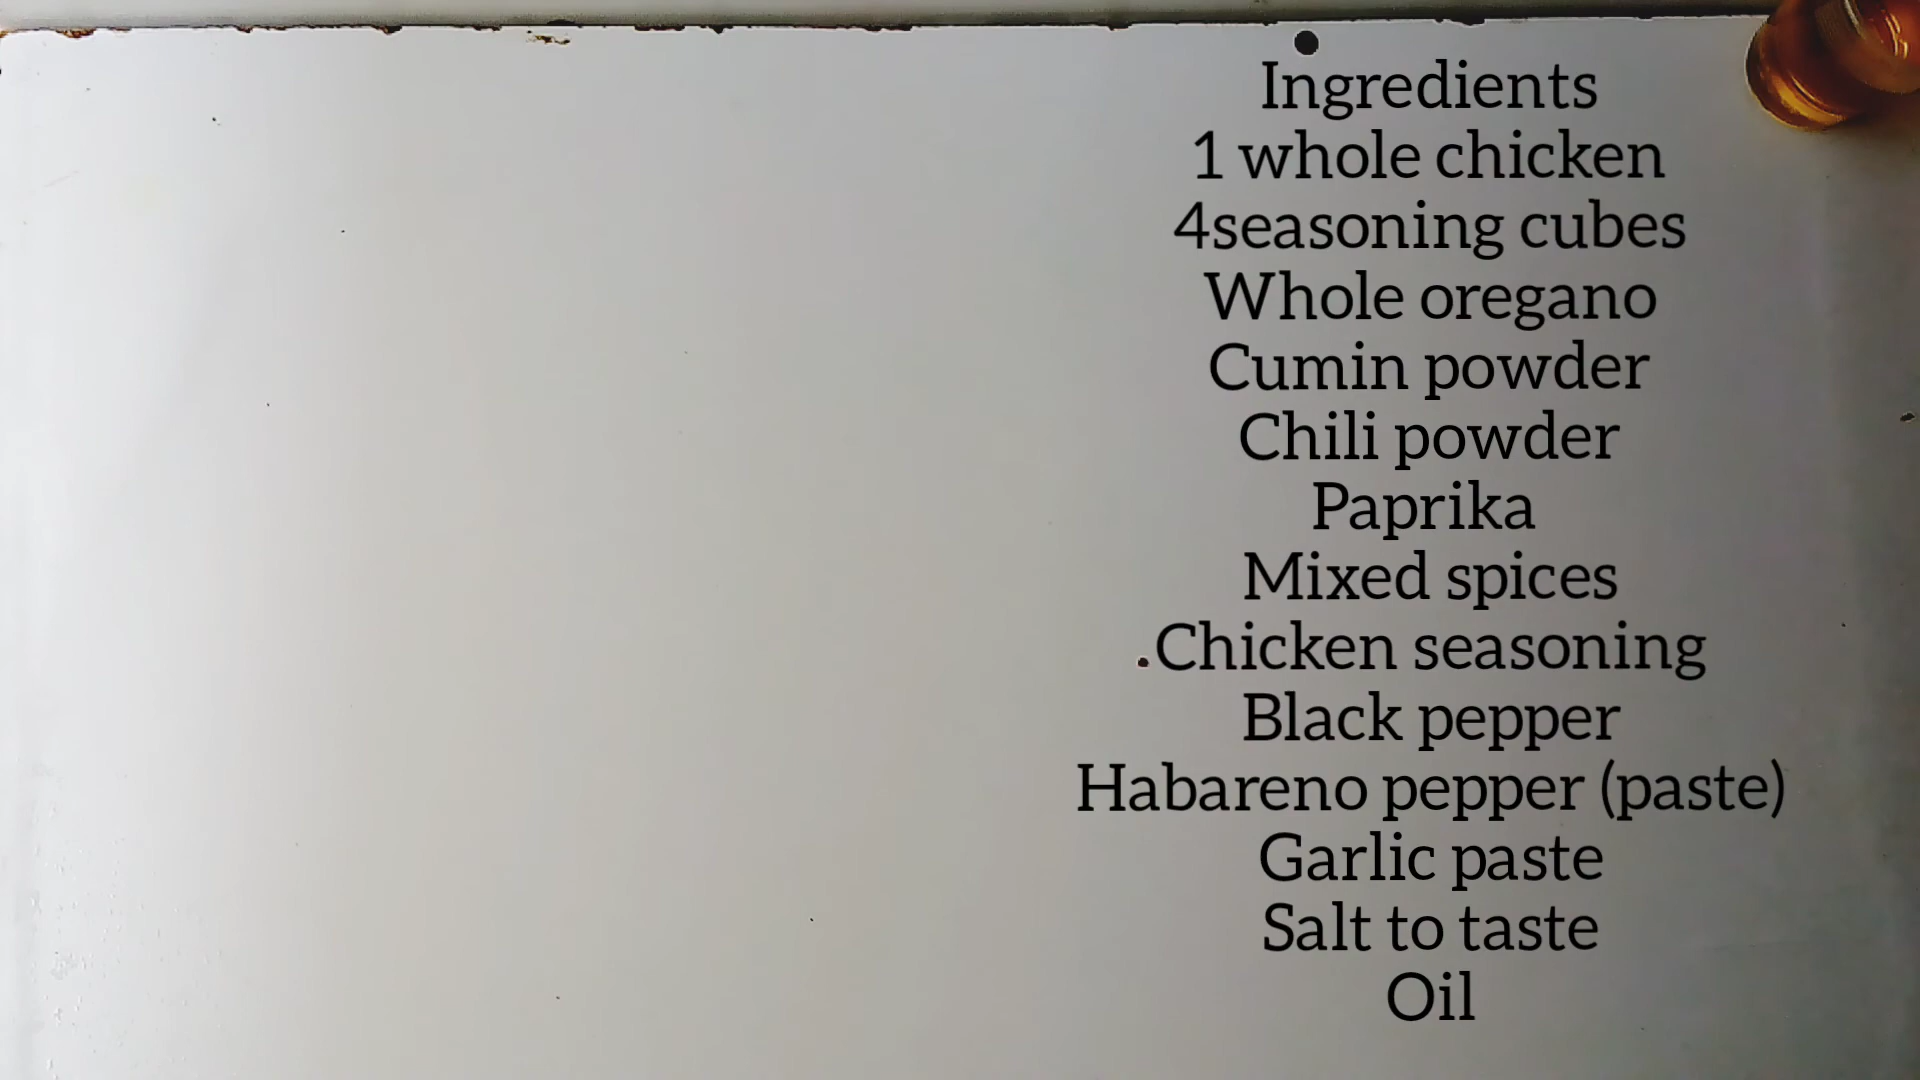 Ingredients
1 whole chicken
4seasoning cubes
Whole oregano
Cumin powder
Chili powder
Paprika
Mixed spices
Chicken seasoning
Black pepper
Habareno pepper (paste)
Garlic paste
Salt to taste
Oil